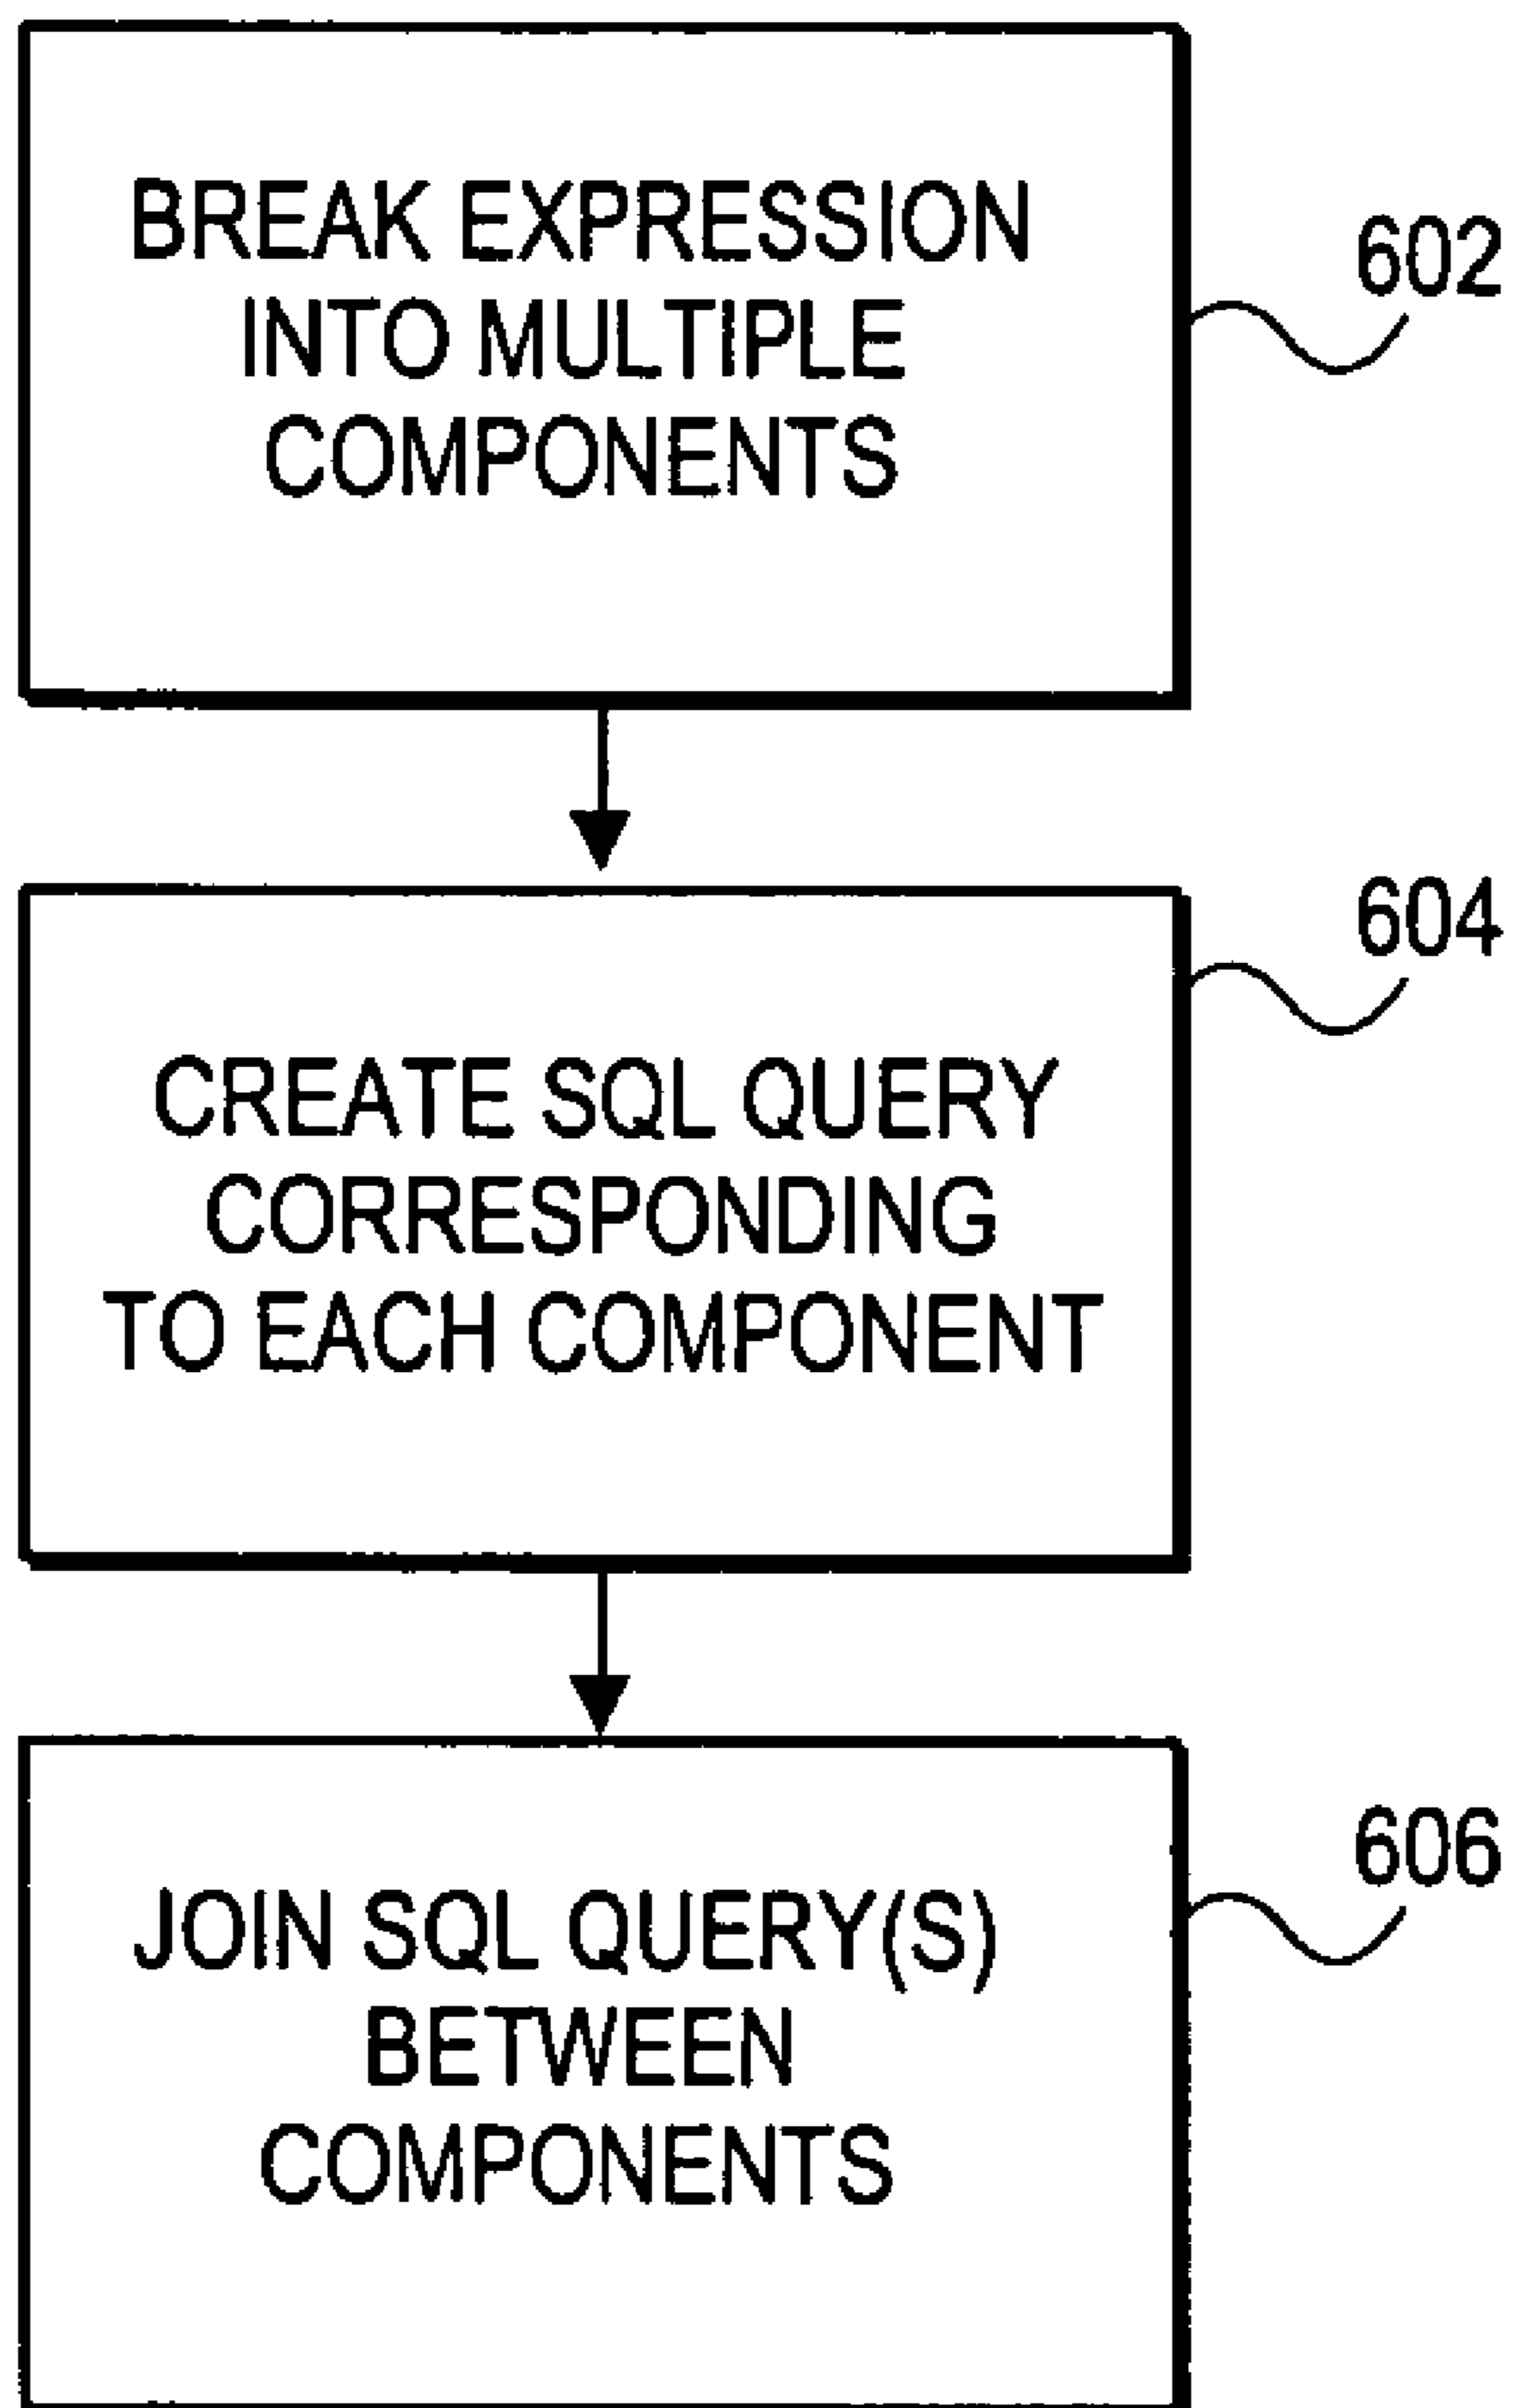 BREAK EXPRESSION
INTO MULTIPLE
COMPONENTS
602
CREATE SQL QUERY
CORRESPONDING
TO EACH COMPONENT
604
JOIN SQL QUERY(S)
BETWEEN
COMPONENTS
606